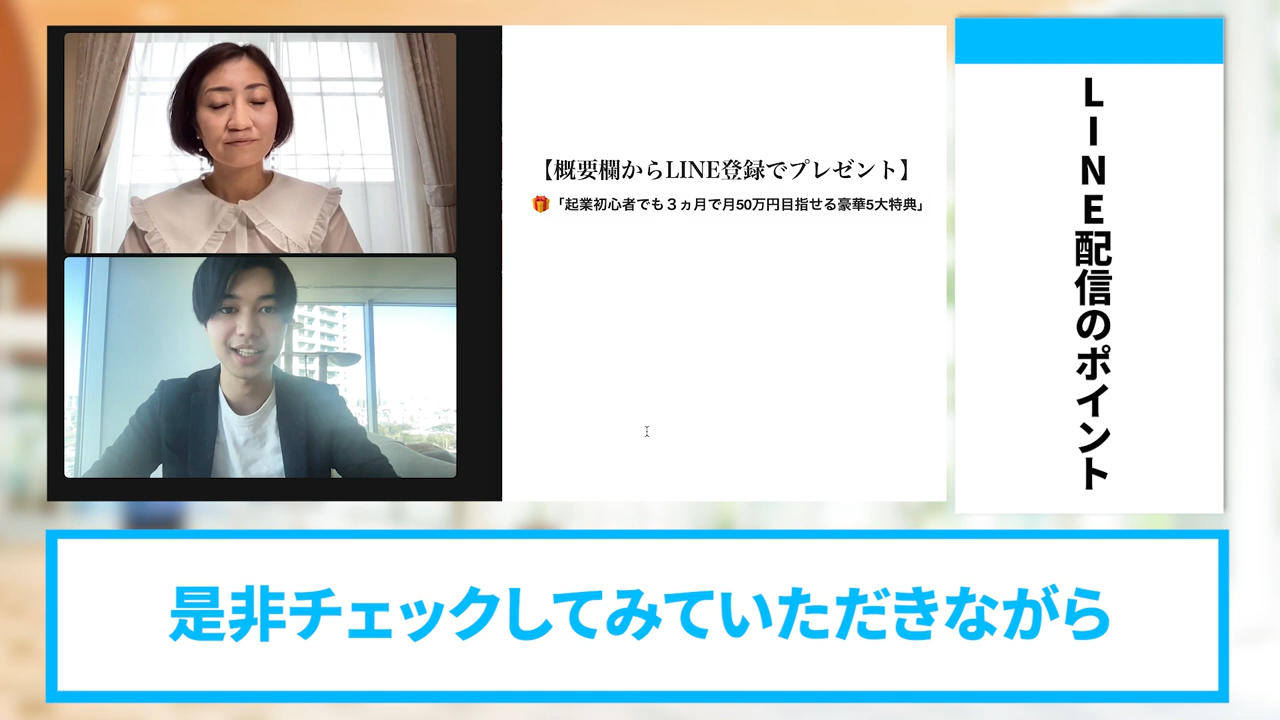 【概要欄からLINE登録でプレゼント】
🎁「起業初心者でも３ヵ月で月50万円目指せる豪華5大特典」
LINE配信のポイント
是非チェックしてみていただきながら